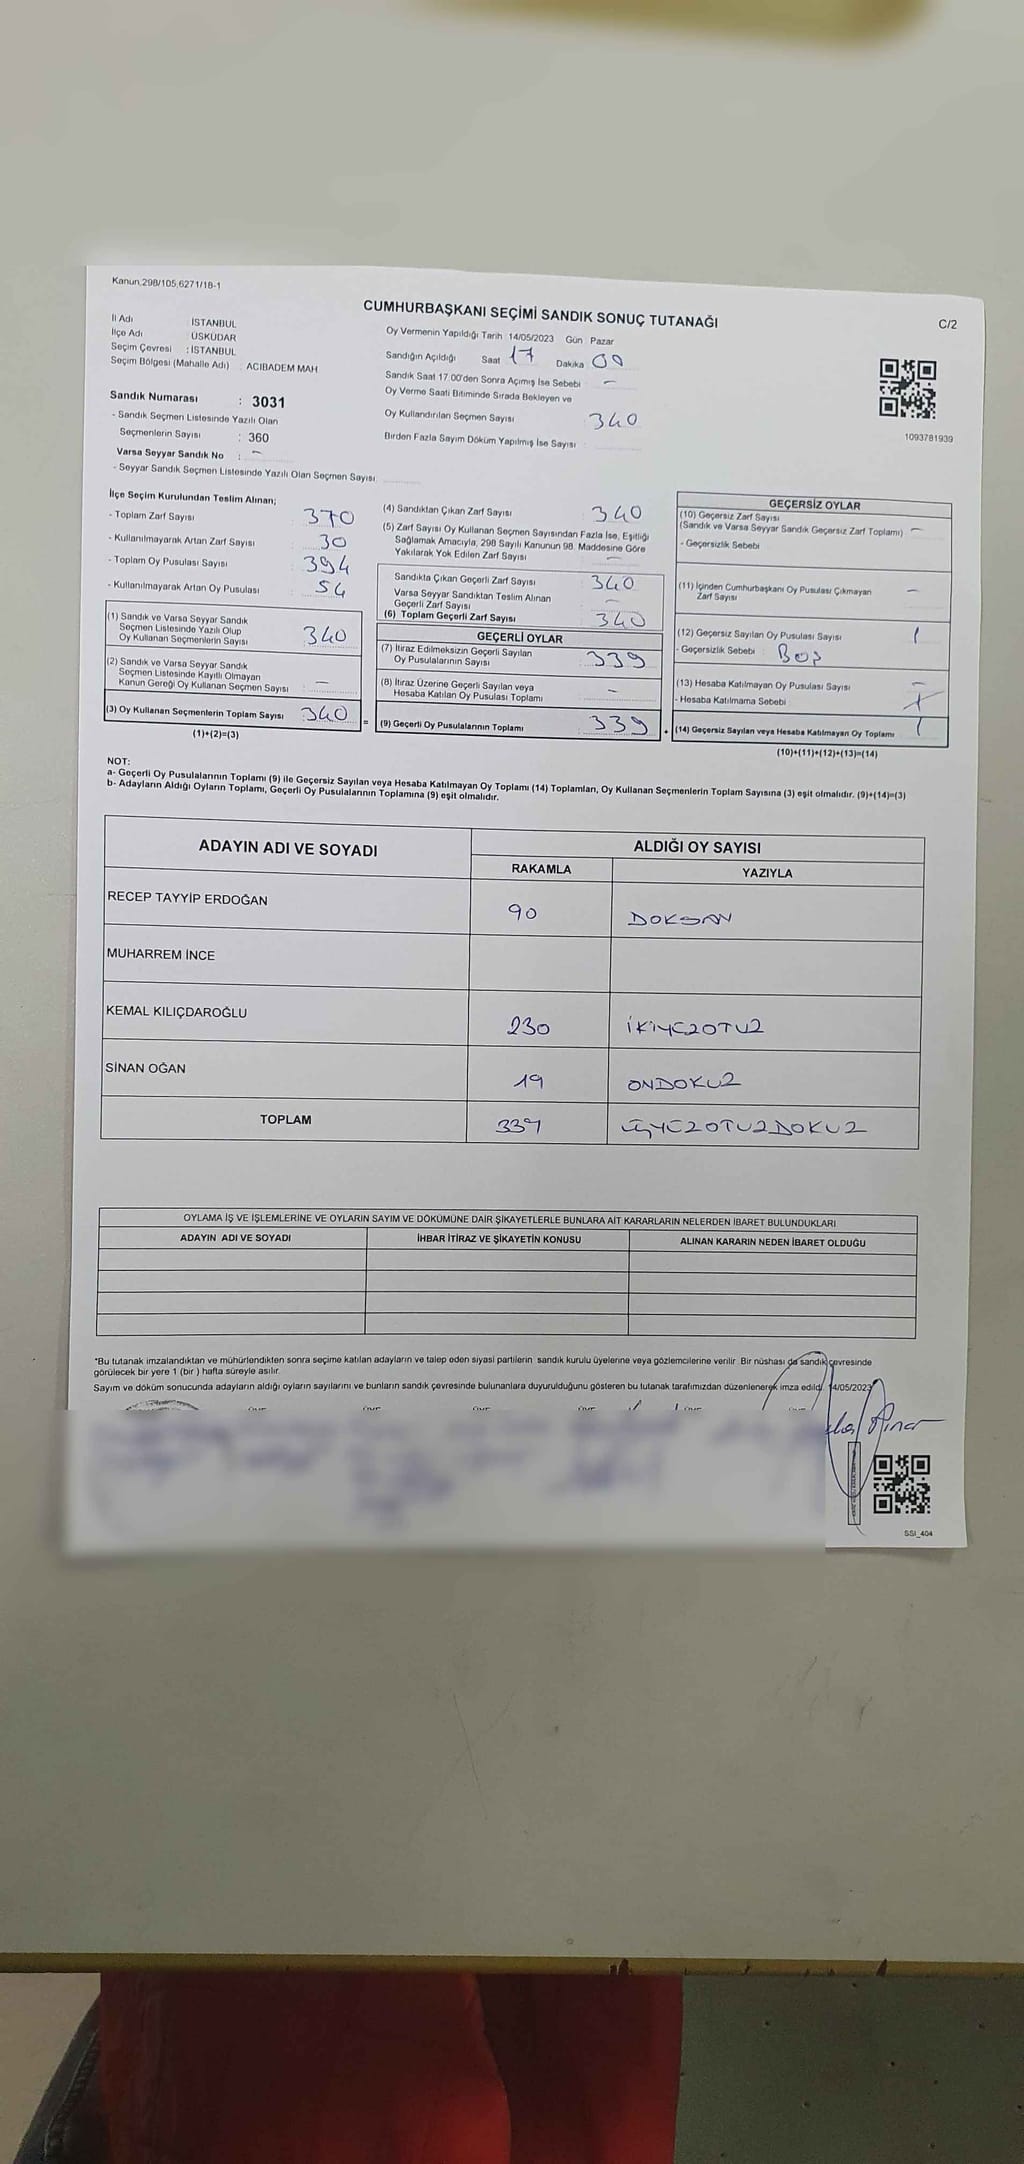 Kanun,298/105,6271/18-1
CUMHURBAŞKANI SEÇİMİ SANDIK SONUÇ TUTANAĞI
C/2
İl Adı İSTANBUL
İlçe Adı ÜSKÜDAR
Seçim Çevresi : İSTANBUL
Seçim Bölgesi (Mahalle Adı) : ACIBADEM MAH.
Sandık Numarası : 3031
- Sandık Seçmen Listesinde Yazılı Olan
Seçmenlerin Sayısı : 360
Varsa Seyyar Sandık No : -
- Seyyar Sandık Seçmen Listesinde Yazılı Olan Seçmen Sayısı
Oy Vermenin Yapıldığı Tarih 14/05/2023 Gün Pazar
Sandığın Açıldığı Saat 17 Dakika 00
Sandık Saat 17.00'den Sonra Açımış İse Sebebi -
Oy Verme Saati Bitiminde Sırada Bekleyen ve
Oy Kullandırılan Seçmen Sayısı 340
Birden Fazla Sayım Döküm Yapılmış İse Sayısı
1093781939
İlçe Seçim Kurulundan Teslim Alınan;
- Toplam Zarf Sayısı 370
- Kullanılmayarak Artan Zarf Sayısı 30
- Toplam Oy Pusulası Sayısı 394
- Kullanılmayarak Artan Oy Pusulası 54
(1) Sandık ve Varsa Seyyar Sandık
Seçmen Listesinde Yazılı Olup
Oy Kullanan Seçmenlerin Sayısı 340
(2) Sandık ve Varsa Seyyar Sandık
Seçmen Listesinde Kayıtlı Olmayan
Kanun Gereği Oy Kullanan Seçmen Sayısı -
(3) Oy Kullanan Seçmenlerin Toplam Sayısı 340 =
(1)+(2)=(3)
(4) Sandıktan Çıkan Zarf Sayısı 340
(5) Zarf Sayısı Oy Kullanan Seçmen Sayısından Fazla İse, Eşitliği
Sağlamak Amacıyla, 298 Sayılı Kanunun 98. Maddesine Göre
Yakılarak Yok Edilen Zarf Sayısı -
Sandıkta Çıkan Geçerli Zarf Sayısı 340
Varsa Seyyar Sandıktan Teslim Alınan
Geçerli Zarf Sayısı -
(6) Toplam Geçerli Zarf Sayısı 340
GEÇERLİ OYLAR
(7) İtiraz Edilmeksizin Geçerli Sayılan
Oy Pusulalarının Sayısı 339
(8) İtiraz Üzerine Geçerli Sayılan veya
Hesaba Katılan Oy Pusulası Toplamı -
(9) Geçerli Oy Pusulalarının Toplamı 339 +
GEÇERSİZ OYLAR
(10) Geçersiz Zarf Sayısı
(Sandık ve Varsa Seyyar Sandık Geçersiz Zarf Toplamı) -
- Geçersizlik Sebebi
(11) İçinden Cumhurbaşkanı Oy Pusulası Çıkmayan
Zarf Sayısı -
(12) Geçersiz Sayılan Oy Pusulası Sayısı 1
- Geçersizlik Sebebi : Boş
(13) Hesaba Katılmayan Oy Pusulası Sayısı -
- Hesaba Katılmama Sebebi
(14) Geçersiz Sayılan veya Hesaba Katılmayan Oy Toplamı 1
(10)+(11)+(12)+(13)=(14)
NOT:
a- Geçerli Oy Pusulalarının Toplamı (9) ile Geçersiz Sayılan veya Hesaba Katılmayan Oy Toplamı (14) Toplamları, Oy Kullanan Seçmenlerin Toplam Sayısına (3) eşit olmalıdır. (9)+(14)=(3)
b- Adayların Aldığı Oyların Toplamı, Geçerli Oy Pusulalarının Toplamına (9) eşit olmalıdır.
ADAYIN ADI VE SOYADI ALDIĞI OY SAYISI
RAKAMLA YAZIYLA
RECEP TAYYİP ERDOĞAN 90 DOKSAN
MUHARREM İNCE
KEMAL KILIÇDAROĞLU 230 İKİYÜZOTUZ
SİNAN OĞAN 19 ONDOKUZ
TOPLAM 339 ÜÇYÜZOTUZDOKUZ
OYLAMA İŞ VE İŞLEMLERİNE VE OYLARIN SAYIM VE DÖKÜMÜNE DAİR ŞİKAYETLERLE BUNLARA AİT KARARLARIN NELERDEN İBARET BULUNDUKLARI
ADAYIN ADI VE SOYADI İHBAR İTİRAZ VE ŞİKAYETİN KONUSU ALINAN KARARIN NEDEN İBARET OLDUĞU
*Bu tutanak imzalandıktan ve mühürlendikten sonra seçime katılan adayların ve talep eden siyasi partilerin sandık kurulu üyelerine veya gözlemcilerine verilir. Bir nüshası da sandık çevresinde
görülecek bir yere 1 (bir) hafta süreyle asılır.
Sayım ve döküm sonucunda adayların aldığı oyların sayılarını ve bunların sandık çevresinde bulunanlara duyurulduğunu gösteren bu tutanak tarafımızdan düzenlenerek imza edildi. 14/05/2023
Pınar
SSI_404